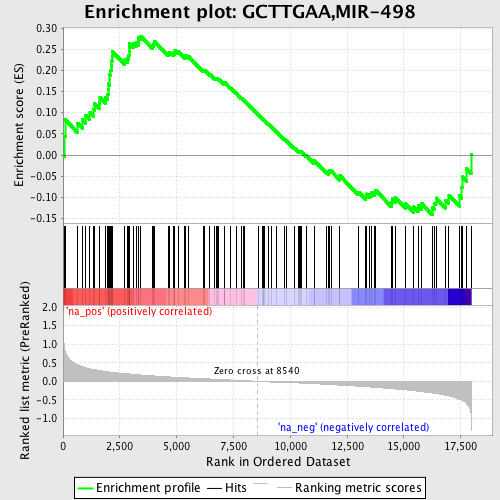 Enrichment plot: GCTTGAA,MIR-498
Enrichment score (ES)
0.30
0.25
0.20
0.15
0.10
0.05
0.00
-0.05
-0.10
-0.15
'na_pos' (positively correlated)
Ranked list metric (PreRanked)
2.0
1.5
1.0
0.5
0.0
-0.5
-1.0
Zero cross at 8540
'na_neg' (negatively correlated)
0
2,500
5,000
7,500
10,000
12,500
15,000
17,500
Rank in Ordered Dataset
Enrichment profile
Hits
Ranking metric scores